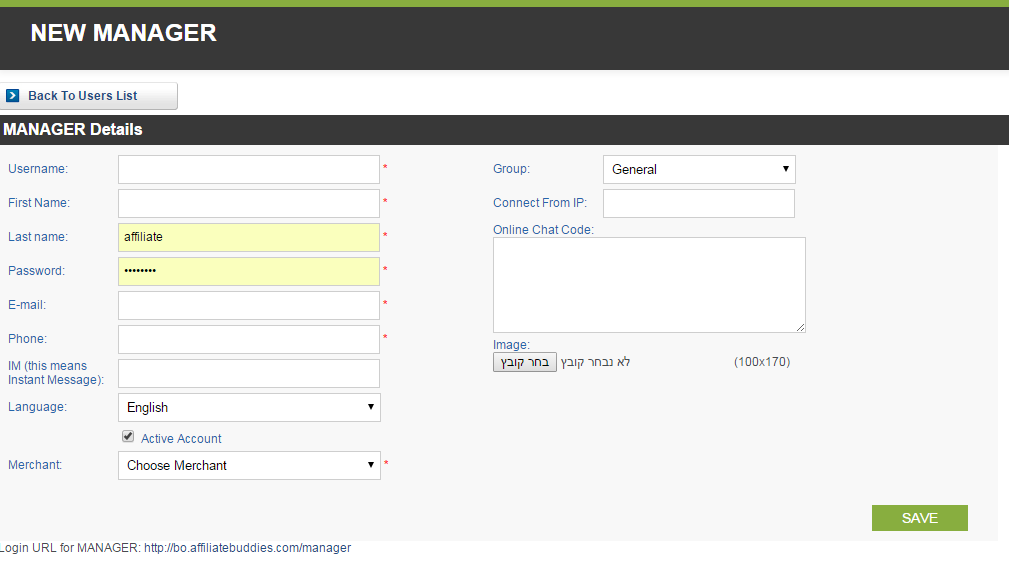 NEW MANAGER
Back To Users List
MANAGER Details
Username: *
First Name: *
Last name: affiliate *
Password: •••••••• *
E-mail: *
Phone: *
IM (this means
Instant Message):
Language: English
Active Account
Merchant: Choose Merchant *
Group: General
Connect From IP:
Online Chat Code:
Image:
בחר קובץ לא נבחר קובץ (100x170)
SAVE
Login URL for MANAGER: http://bo.affiliatebuddies.com/manager